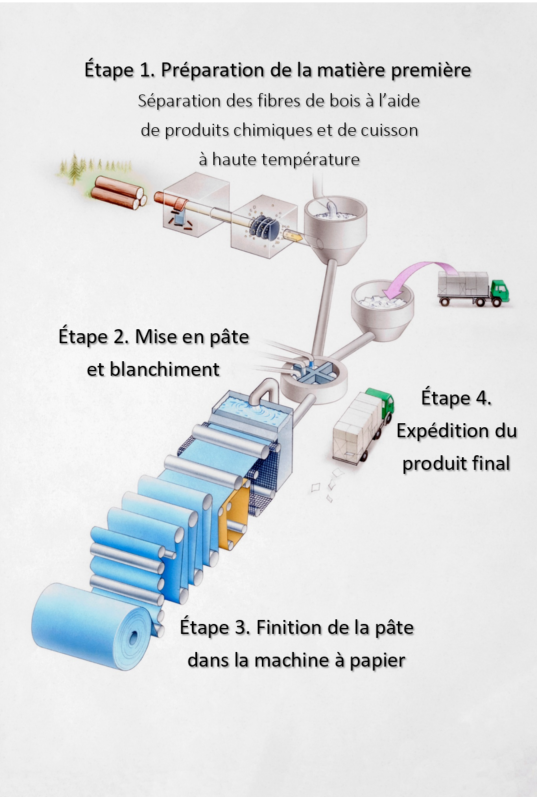 Étape 1. Préparation de la matière première
Séparation des fibres de bois à l’aide
de produits chimiques et de cuisson
à haute température
Étape 2. Mise en pâte
et blanchiment
Étape 4.
Expédition du
produit final
Étape 3. Finition de la pâte
dans la machine à papier